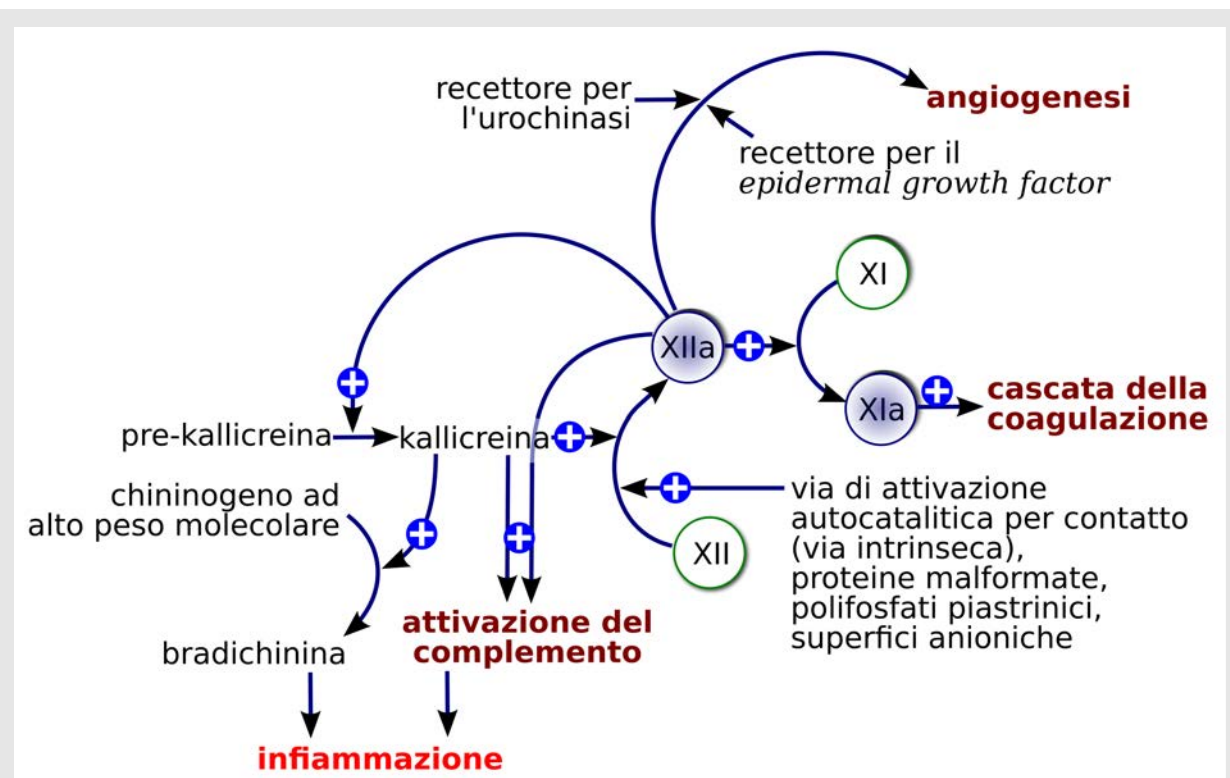 recettore per
l'urochinasi
angiogenesi
recettore per il
epidermal growth factor
XI
XIIa
XIa
cascata della
coagulazione
pre-kallicreina
kallicreina
chininogeno ad
alto peso molecolare
XII
via di attivazione
autocatalitica per contatto
(via intrinseca),
proteine malformate,
polifosfati piastrinici,
superfici anioniche
attivazione del
complemento
bradichinina
infiammazione